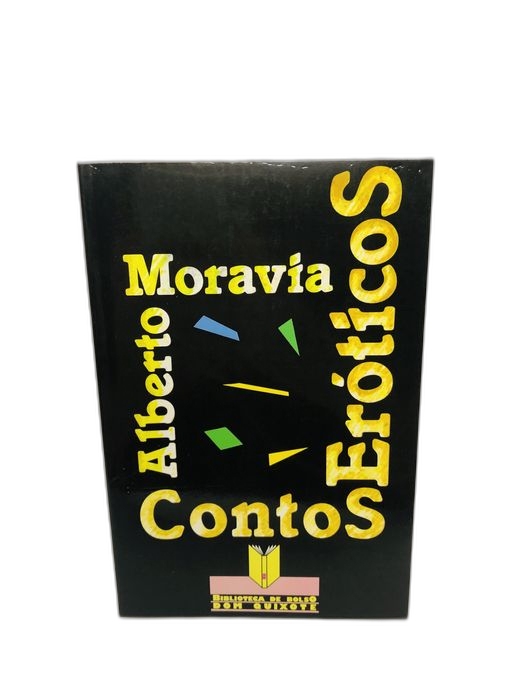 Alberto
Moravia
Contos
Eróticos
BIBLIOTECA DE BOLSO
DOM QUIXOTE